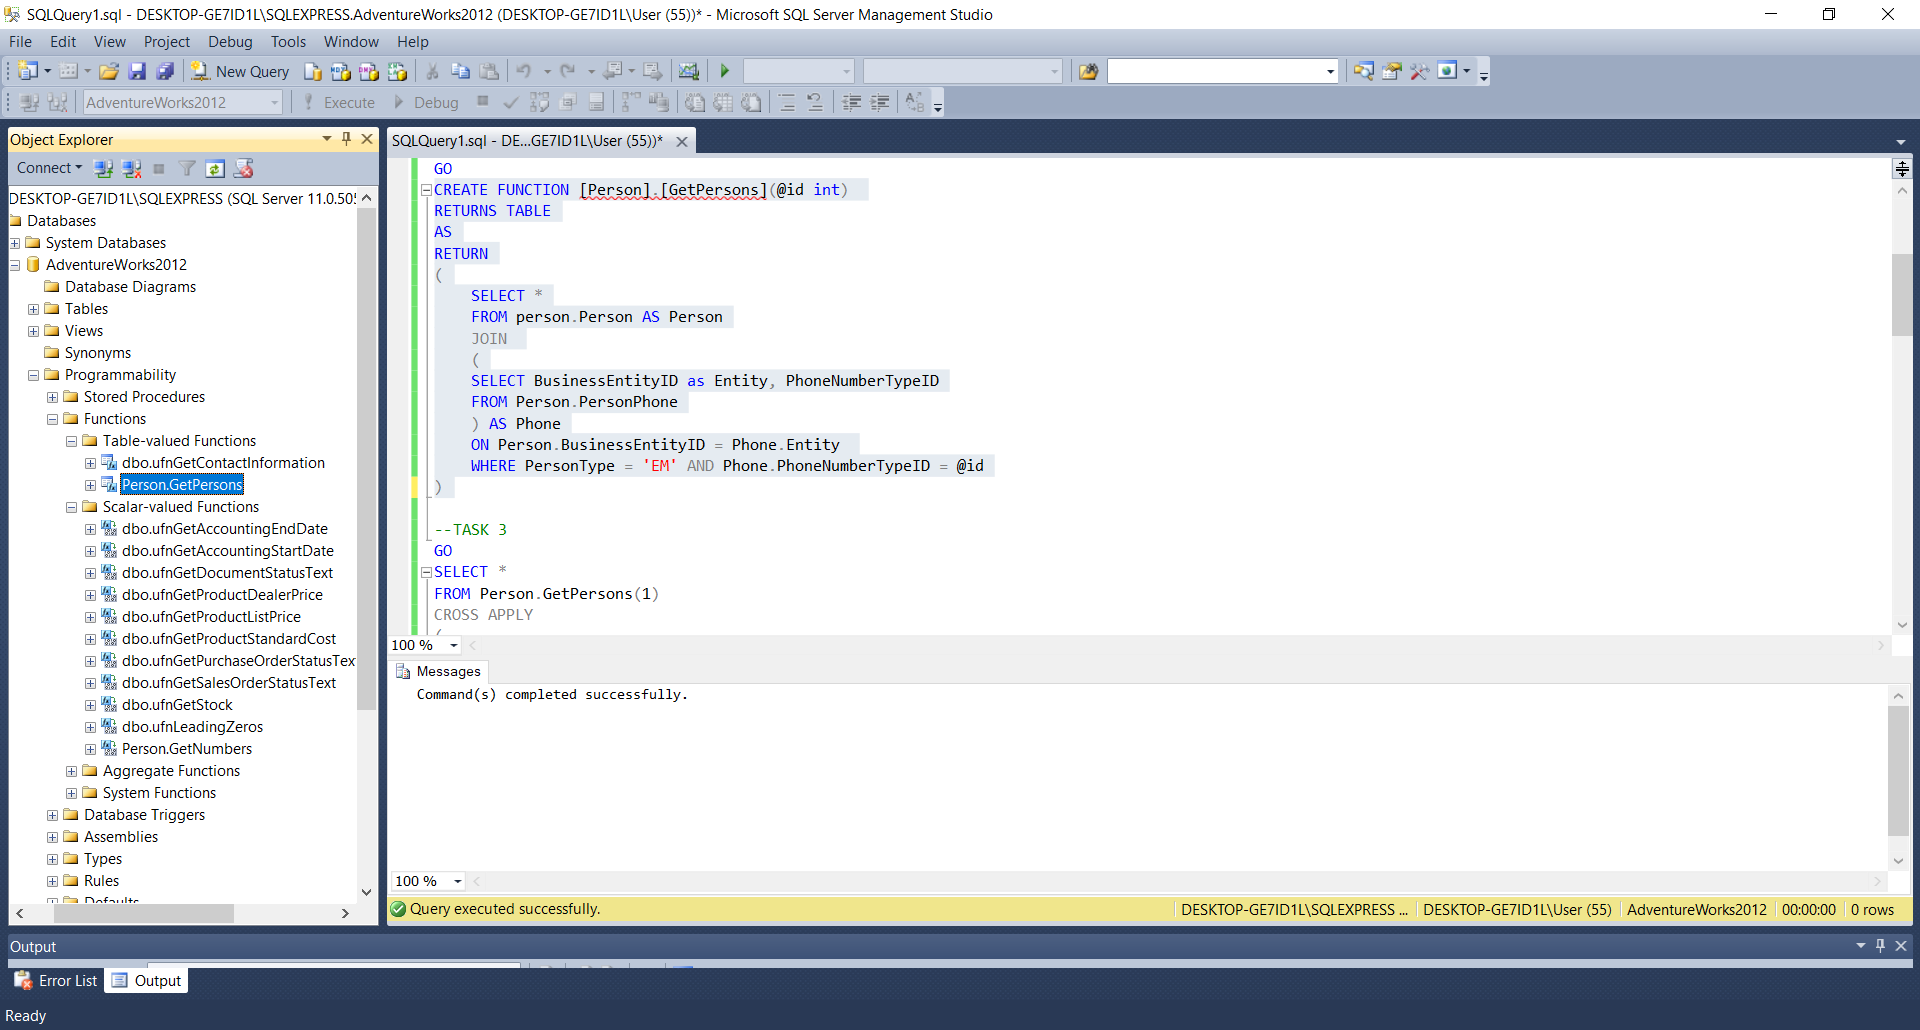 SQLQuery1.sql - DESKTOP-GE7ID1L\SQLEXPRESS.AdventureWorks2012 (DESKTOP-GE7ID1L\User (55))* - Microsoft SQL Server Management Studio
File Edit View Project Debug Tools Window Help
New Query
AdventureWorks2012 Execute Debug
Object Explorer
Connect
DESKTOP-GE7ID1L\SQLEXPRESS (SQL Server 11.0.505
Databases
System Databases
AdventureWorks2012
Database Diagrams
Tables
Views
Synonyms
Programmability
Stored Procedures
Functions
Table-valued Functions
dbo.ufnGetContactInformation
Person.GetPersons
Scalar-valued Functions
dbo.ufnGetAccountingEndDate
dbo.ufnGetAccountingStartDate
dbo.ufnGetDocumentStatusText
dbo.ufnGetProductDealerPrice
dbo.ufnGetProductListPrice
dbo.ufnGetProductStandardCost
dbo.ufnGetPurchaseOrderStatusTex
dbo.ufnGetSalesOrderStatusText
dbo.ufnGetStock
dbo.ufnLeadingZeros
Person.GetNumbers
Aggregate Functions
System Functions
Database Triggers
Assemblies
Types
Rules
Defaults
SQLQuery1.sql - DE...GE7ID1L\User (55))*
GO
CREATE FUNCTION [Person].[GetPersons](@id int)
RETURNS TABLE
AS
RETURN
(
SELECT *
FROM person.Person AS Person
JOIN
(
SELECT BusinessEntityID as Entity, PhoneNumberTypeID
FROM Person.PersonPhone
) AS Phone
ON Person.BusinessEntityID = Phone.Entity
WHERE PersonType = 'EM' AND Phone.PhoneNumberTypeID = @id
)
--TASK 3
GO
SELECT *
FROM Person.GetPersons(1)
CROSS APPLY
(
100 %
Messages
Command(s) completed successfully.
100 %
Query executed successfully. DESKTOP-GE7ID1L\SQLEXPRESS ... DESKTOP-GE7ID1L\User (55) AdventureWorks2012 00:00:00 0 rows
Output
Error List Output
Ready